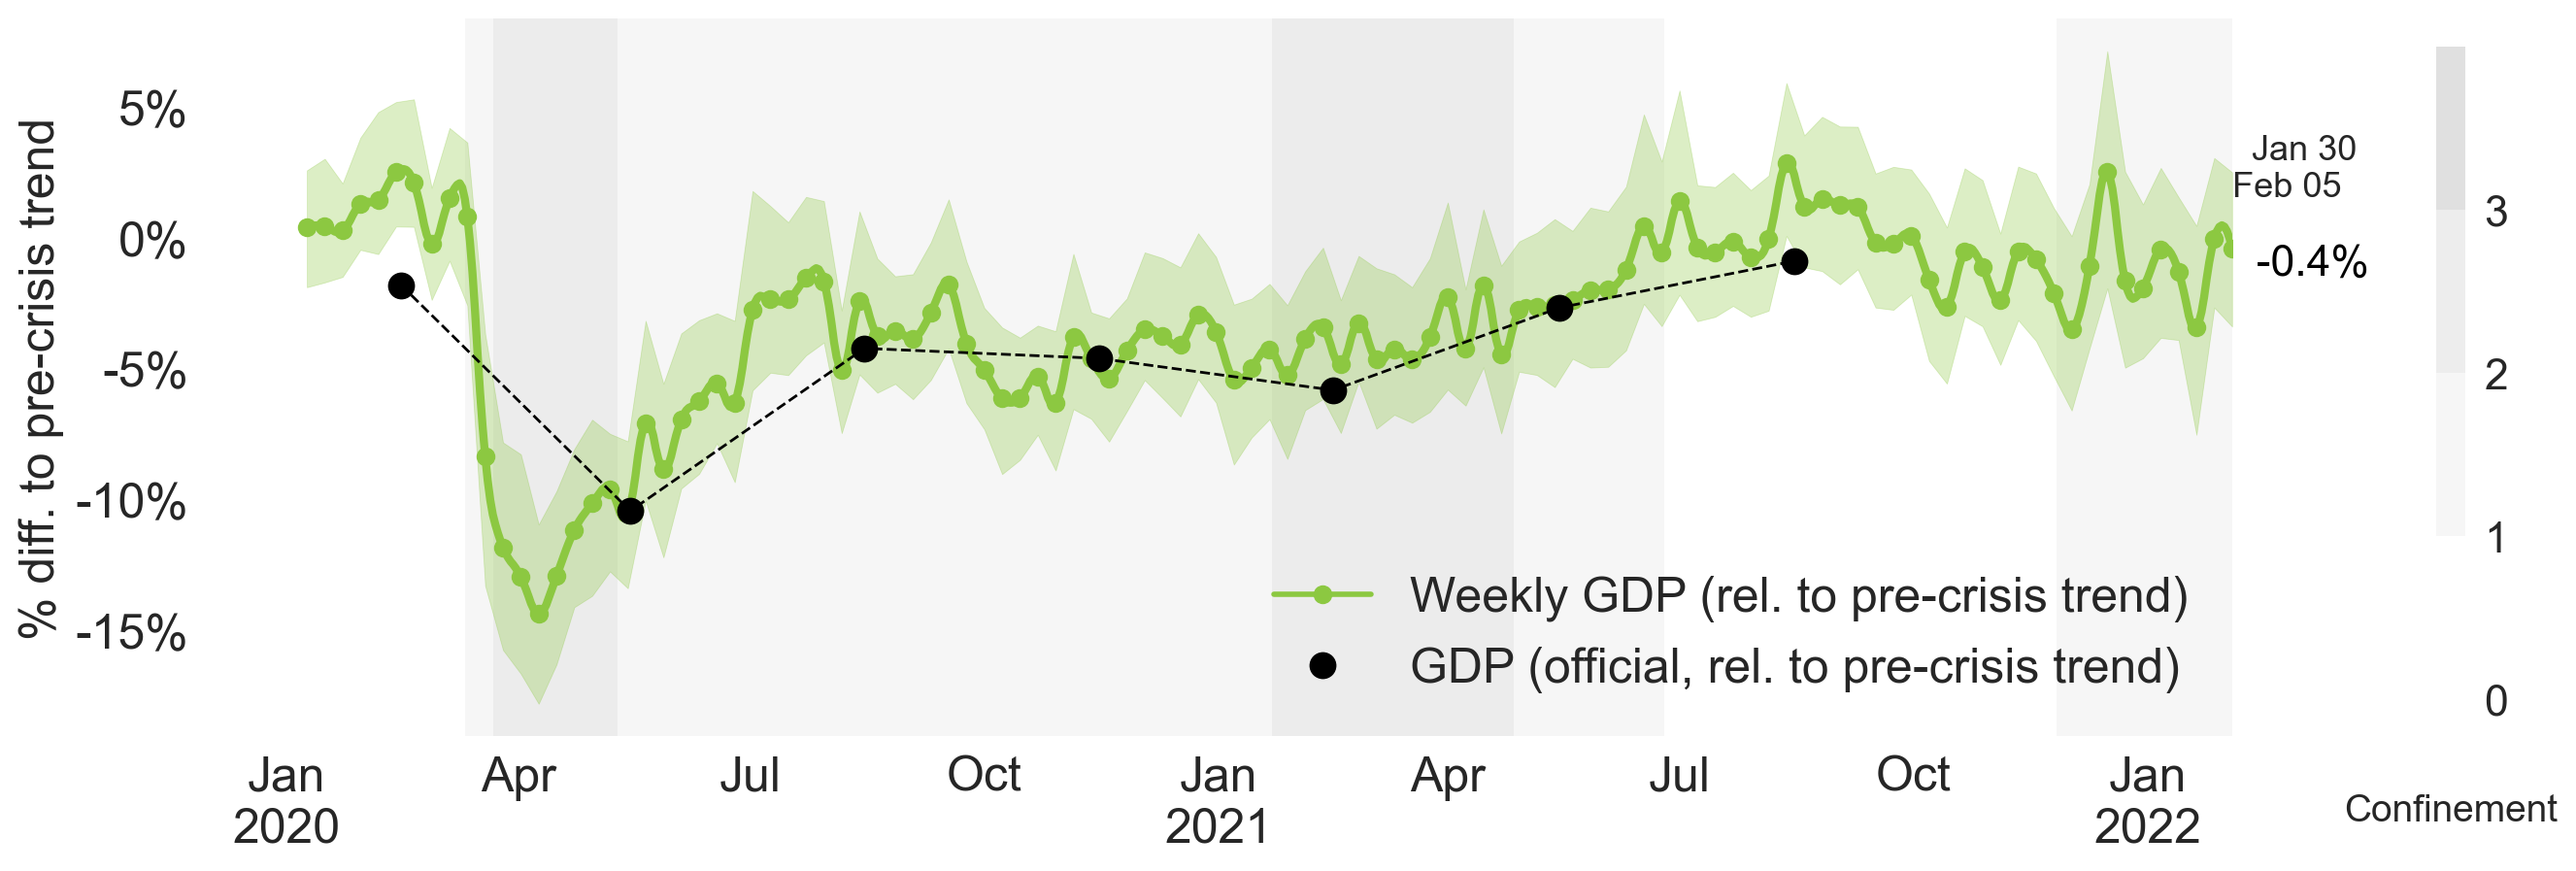 % diff. to pre-crisis trend
5%
0%
-5%
-10%
-15%
Jan 30
Feb 05
-0.4%
Weekly GDP (rel. to pre-crisis trend)
GDP (official, rel. to pre-crisis trend)
Jan Apr Jul Oct Jan Apr Jul Oct Jan
2020 2021 2022
3
2
1
0
Confinement